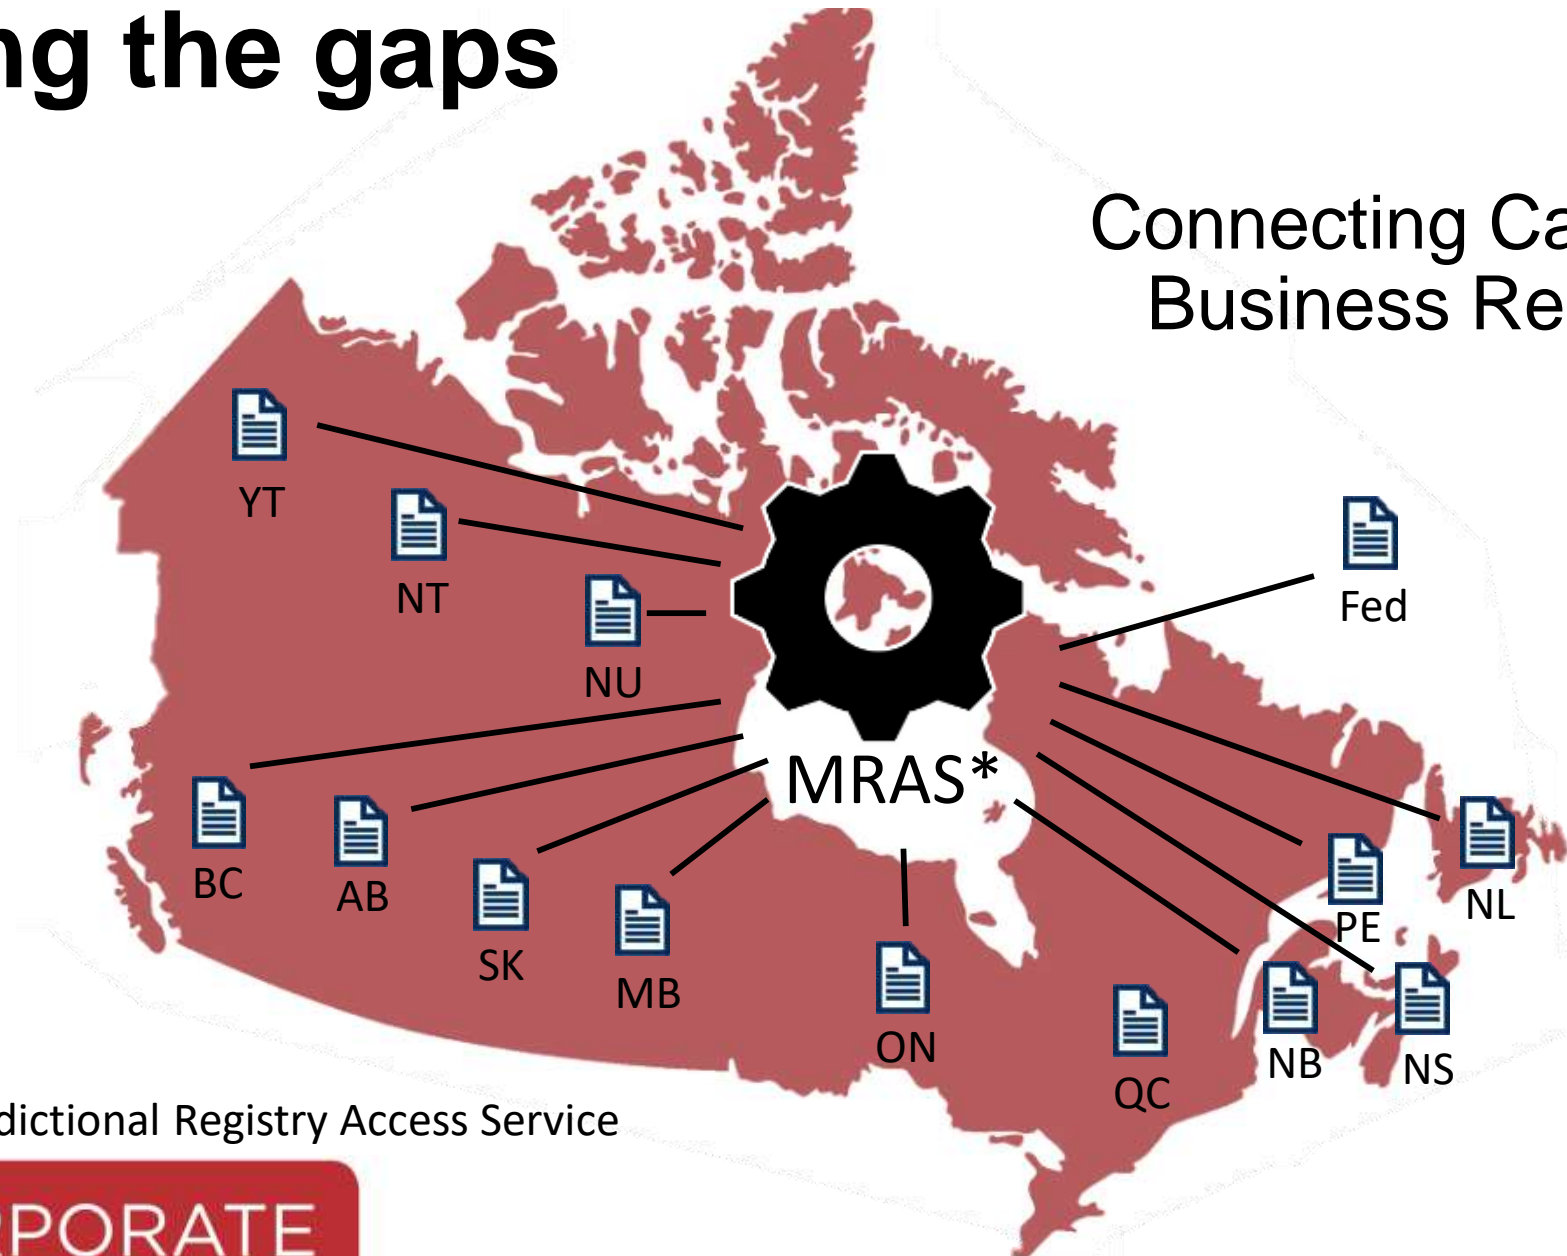 ng the gaps
Connecting Ca
Business Re
YT
NT
NU
Fed
MRAS*
BC
AB
SK
MB
ON
QC
PE
NL
NB
NS
dictional Registry Access Service
RPORATE